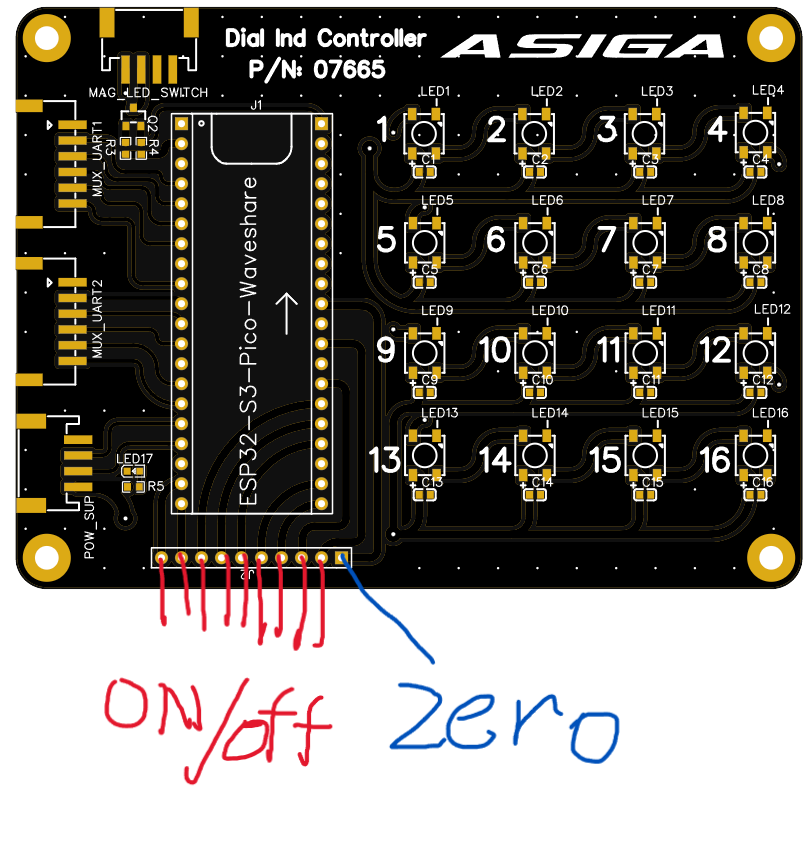 Dial Ind Controller
P/N: 07665
ASIGA
MAG_LED_SWITCH
J1
LED1 LED2 LED3 LED4
1 2 3 4
C1 C2 C3 C4
Q2
R3 R4
MUX_UART1
LED5 LED6 LED7 LED8
5 6 7 8
C5 C6 C7 C8
ESP32-S3-Pico-Waveshare
MUX_UART2
LED9 LED10 LED11 LED12
9 10 11 12
C9 C10 C11 C12
LED13 LED14 LED15 LED16
13 14 15 16
C13 C14 C15 C16
LED17
R5
POW_SUP
ON/off
zero